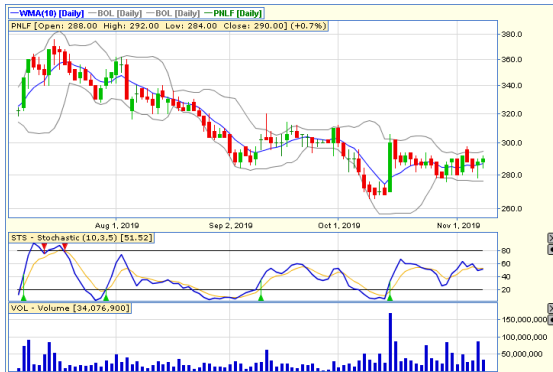 WMA(10) [Daily] BOL [Daily] BOL [Daily] PNLF [Daily]
PNLF [Open: 288.00 High: 292.00 Low: 284.00 Close: 290.00] (+0.7%)
380.0
360.0
340.0
320.0
300.0
280.0
260.0
Aug 1, 2019 Sep 2, 2019 Oct 1, 2019 Nov 1, 2019
STS - Stochastic (10,3,5) [51.52]
80
60
40
20
VOL - Volume [34,076,900]
150,000,000
100,000,000
50,000,000